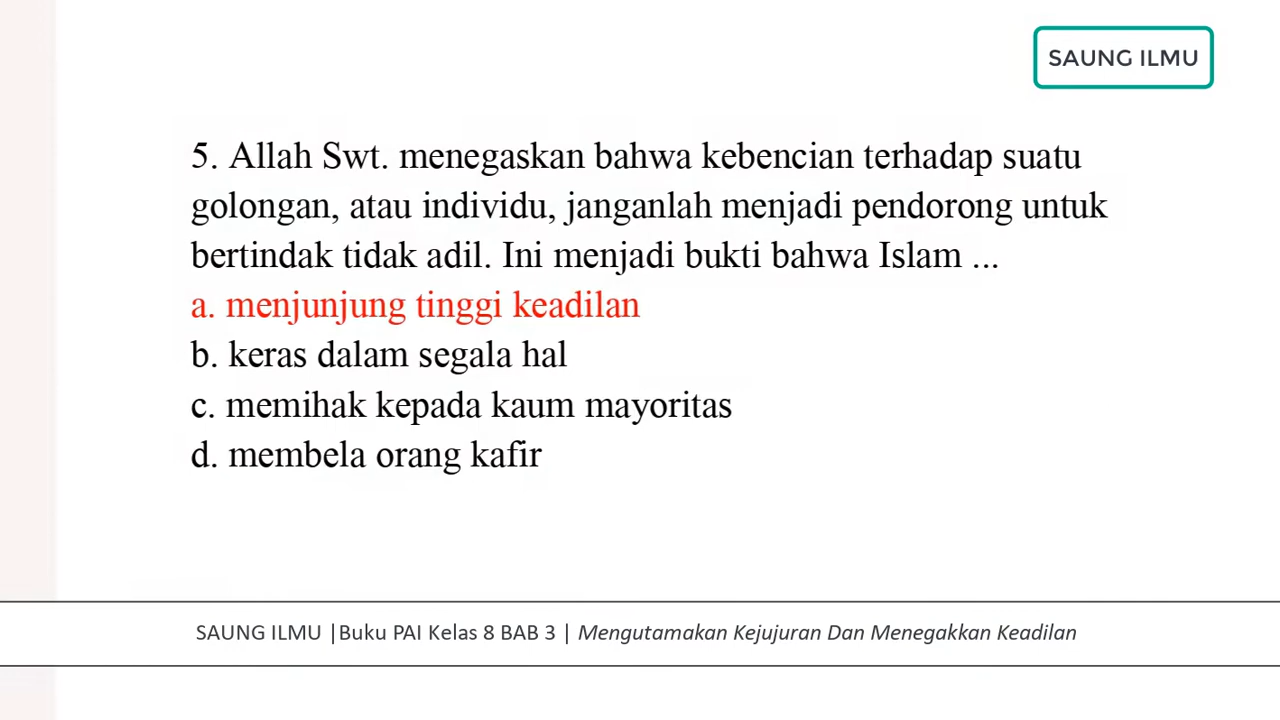 SAUNG ILMU
5. Allah Swt. menegaskan bahwa kebencian terhadap suatu
golongan, atau individu, janganlah menjadi pendorong untuk
bertindak tidak adil. Ini menjadi bukti bahwa Islam ...
a. menjunjung tinggi keadilan
b. keras dalam segala hal
c. memihak kepada kaum mayoritas
d. membela orang kafir
SAUNG ILMU |Buku PAI Kelas 8 BAB 3 | Mengutamakan Kejujuran Dan Menegakkan Keadilan